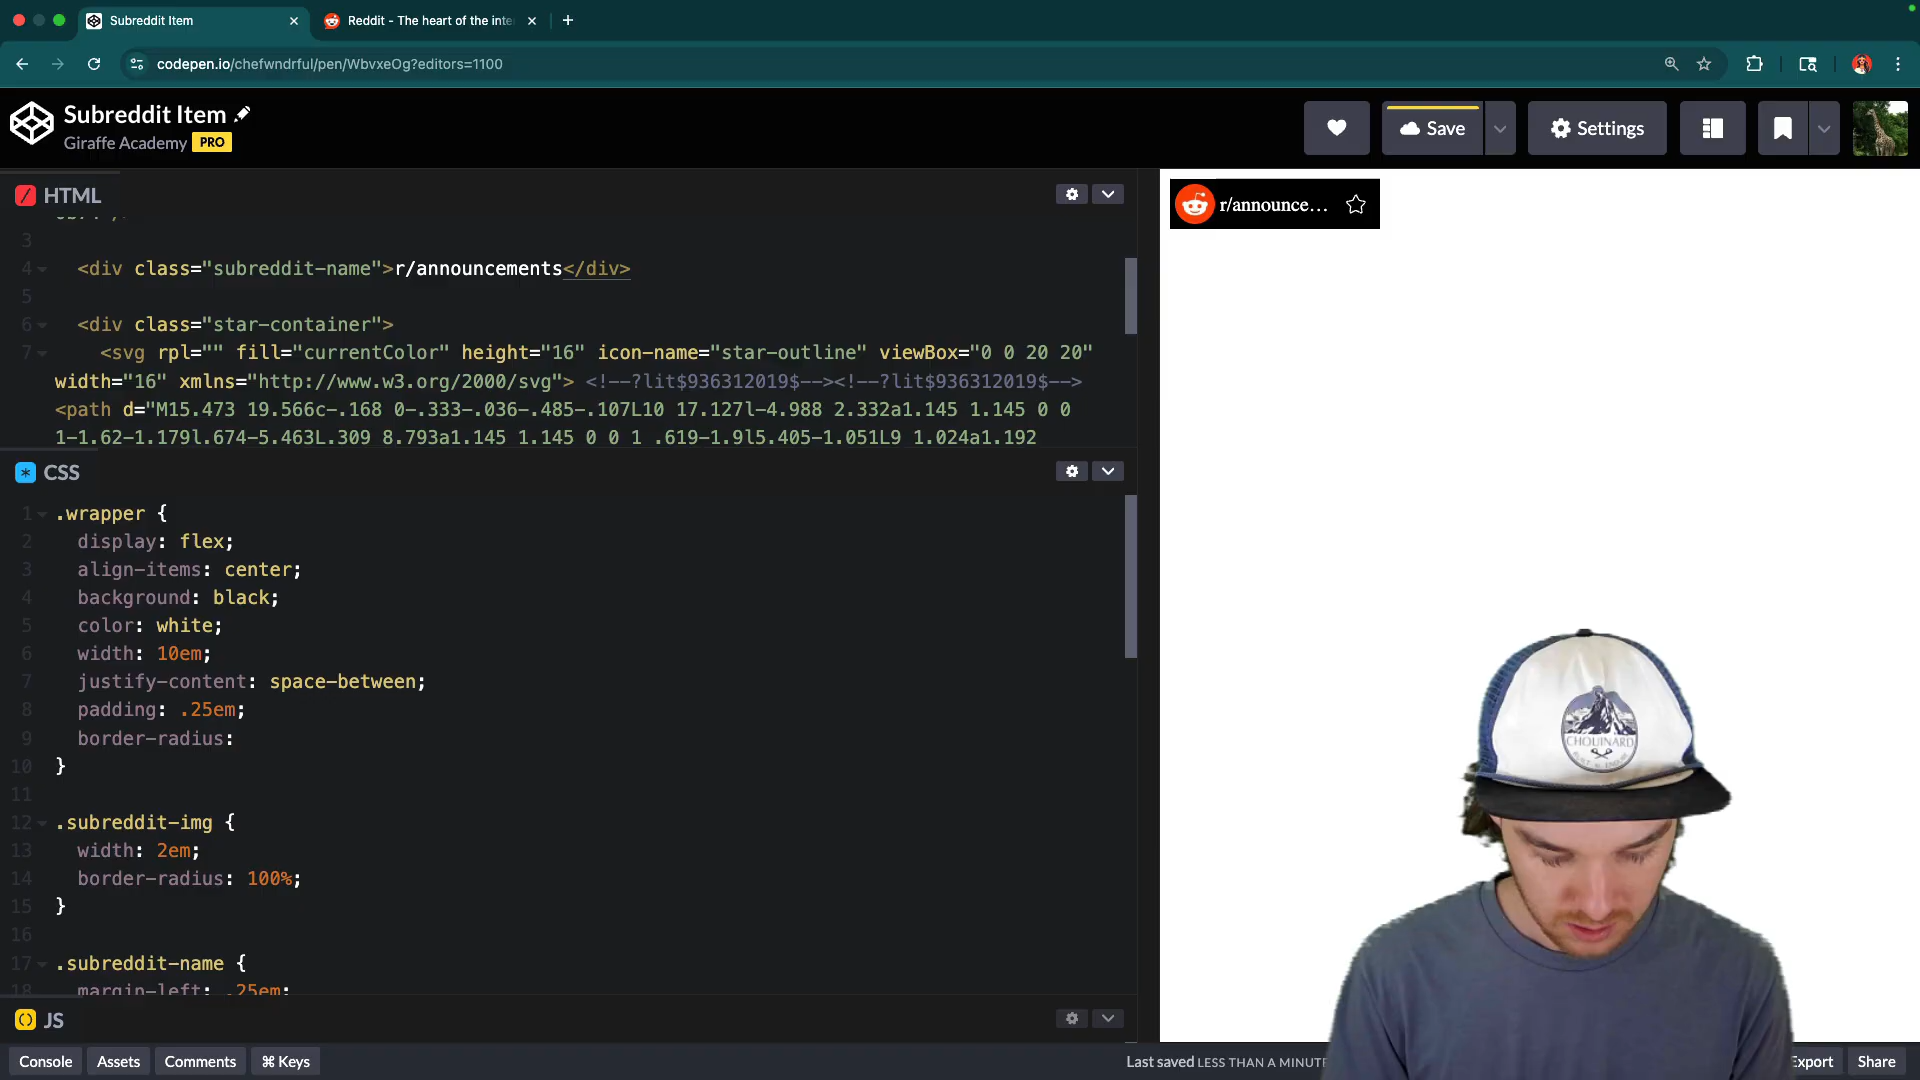 Subreddit Item
Reddit - The heart of the inte
codepen.io/chefwndrful/pen/WbvxeOg?editors=1100
Subreddit Item
Giraffe Academy PRO
Save
Settings
HTML
3
4 <div class="subreddit-name">r/announcements</div>
5
6 <div class="star-container">
7 <svg rpl="" fill="currentColor" height="16" icon-name="star-outline" viewBox="0 0 20 20"
width="16" xmlns="http://www.w3.org/2000/svg"> <!--?lit$936312019$--><!--?lit$936312019$-->
<path d="M15.473 19.566c-.168 0-.333-.036-.485-.107L10 17.127l-4.988 2.332a1.145 1.145 0 0
1-1.62-1.179l.674-5.463L.309 8.793a1.145 1.145 0 0 1 .619-1.9l5.405-1.051L9 1.024a1.192
r/announce...
CSS
1 .wrapper {
2 display: flex;
3 align-items: center;
4 background: black;
5 color: white;
6 width: 10em;
7 justify-content: space-between;
8 padding: .25em;
9 border-radius:
10 }
11
12 .subreddit-img {
13 width: 2em;
14 border-radius: 100%;
15 }
16
17 .subreddit-name {
18 margin-left: .25em;
CHOUINARD
JS
Console
Assets
Comments
⌘ Keys
Last saved LESS THAN A MINUTE
Export
Share